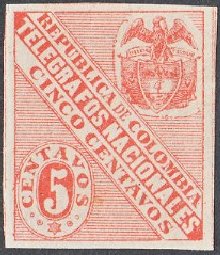 REPUBLICA DE COLOMBIA
TELEGRAFOS NACIONALES
CINCO CENTAVOS
CENTAVOS
5